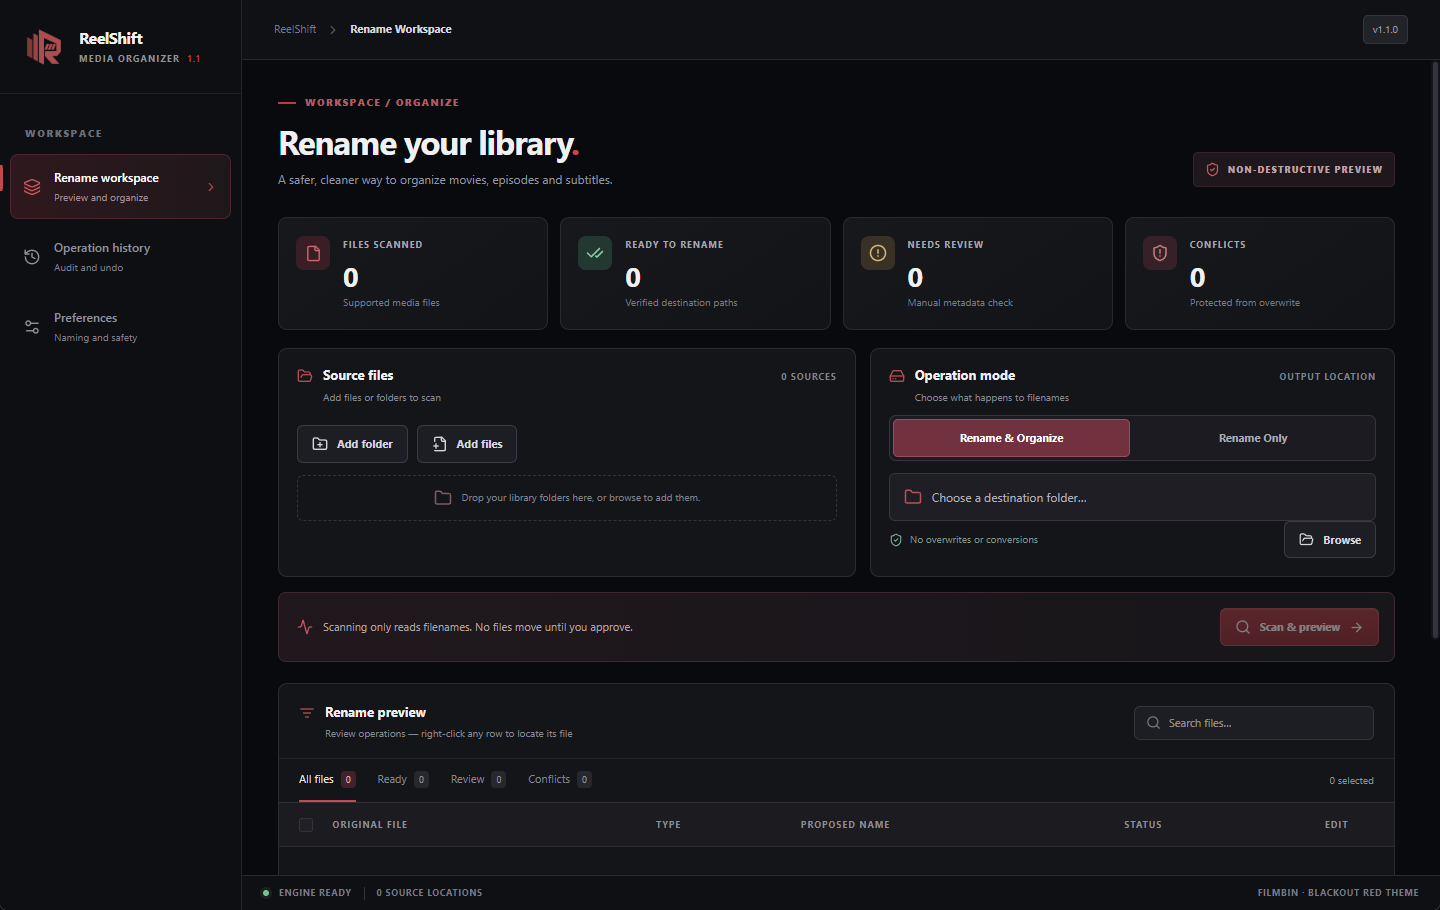 ReelShift
MEDIA ORGANIZER 1.1
WORKSPACE
Rename workspace
Preview and organize
Operation history
Audit and undo
Preferences
Naming and safety
ReelShift > Rename Workspace
v1.1.0
WORKSPACE / ORGANIZE
Rename your library.
A safer, cleaner way to organize movies, episodes and subtitles.
NON-DESTRUCTIVE PREVIEW
FILES SCANNED
0
Supported media files
READY TO RENAME
0
Verified destination paths
NEEDS REVIEW
0
Manual metadata check
CONFLICTS
0
Protected from overwrite
Source files
0 SOURCES
Add files or folders to scan
Add folder
Add files
Drop your library folders here, or browse to add them.
Operation mode
OUTPUT LOCATION
Choose what happens to filenames
Rename & Organize
Rename Only
Choose a destination folder...
No overwrites or conversions
Browse
Scanning only reads filenames. No files move until you approve.
Scan & preview
Rename preview
Review operations — right-click any row to locate its file
Search files...
All files 0
Ready 0
Review 0
Conflicts 0
0 selected
ORIGINAL FILE
TYPE
PROPOSED NAME
STATUS
EDIT
ENGINE READY
0 SOURCE LOCATIONS
FILMBIN · BLACKOUT RED THEME